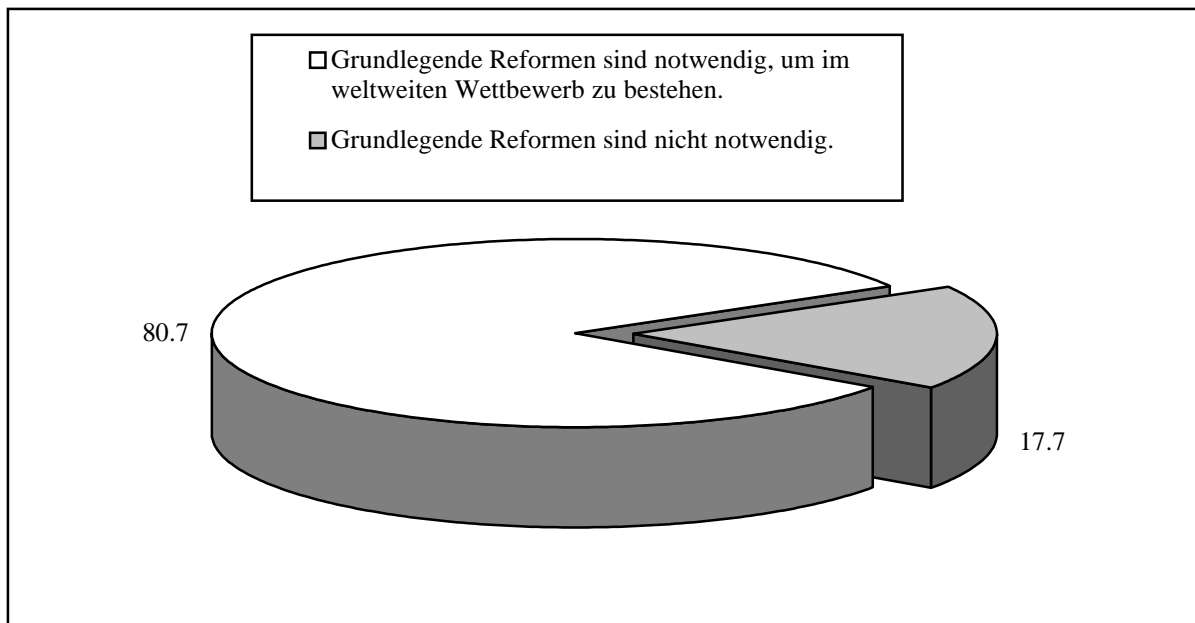 Grundlegende Reformen sind notwendig, um im
weltweiten Wettbewerb zu bestehen.
Grundlegende Reformen sind nicht notwendig.
80.7
17.7